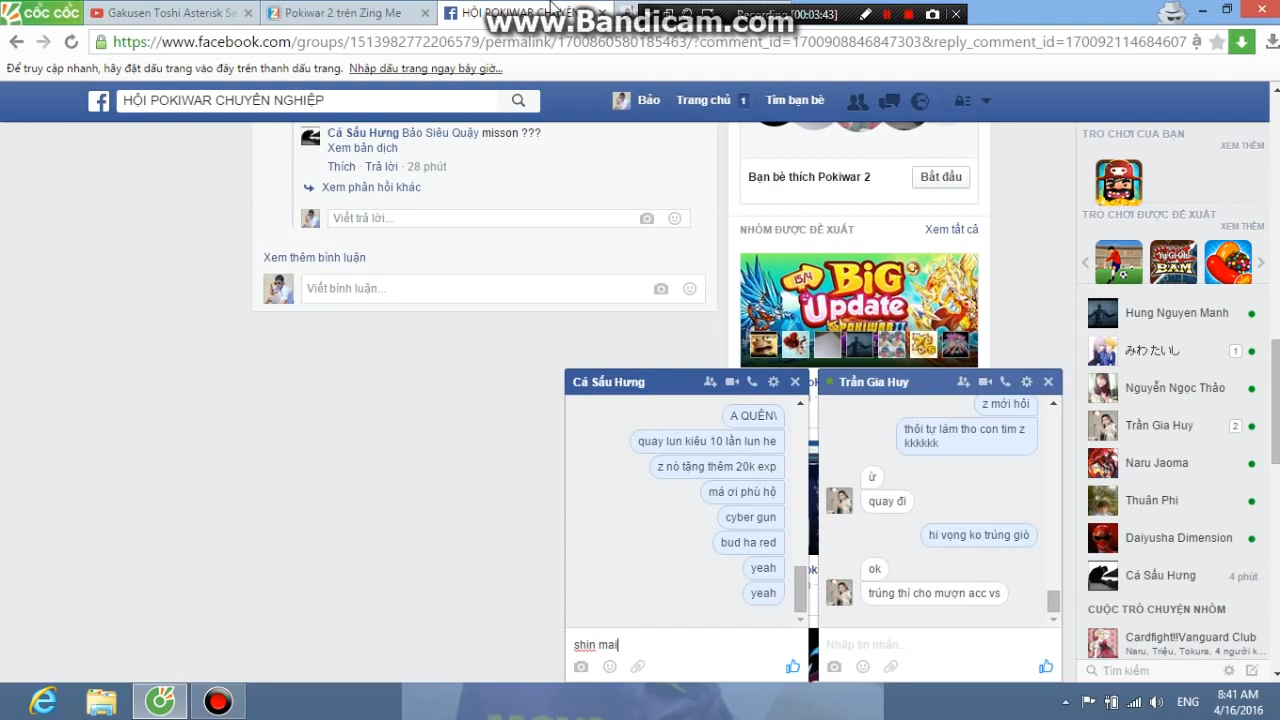 cốc cốc
Gakusen Toshi Asterisk Se
Pokiwar 2 trên Zing Me
HỘI POKIWAR CHUYÊN
www.Bandicam.com
Recording [00:03:43]
https://www.facebook.com/groups/1513982772206579/permalink/1700860580185463/?comment_id=1700908846847303&reply_comment_id=170092114684607
Để truy cập nhanh, hãy đặt dấu trang vào đây trên thanh dấu trang. Nhập dấu trang ngay bây giờ...
HỘI POKIWAR CHUYÊN NGHIỆP
Bảo
Trang chủ 1
Tìm bạn bè
Cá Sấu Hưng Bảo Siêu Quậy misson ???
Xem bản dịch
Thích · Trả lời · 28 phút
Xem phản hồi khác
Viết trả lời...
Xem thêm bình luận
Viết bình luận...
Bạn bè thích Pokiwar 2
Bắt đầu
NHÓM ĐƯỢC ĐỀ XUẤT
Xem tất cả
15/4
BIG
Update
POKIWAR II
TRÒ CHƠI CỦA BẠN
XEM THÊM
TRÒ CHƠI ĐƯỢC ĐỀ XUẤT
XEM THÊM
Hung Nguyen Manh
みわ たいし 1
Nguyễn Ngọc Thảo
Trần Gia Huy 2
Naru Jaoma
Thuân Phi
Daiyusha Dimension
Cá Sấu Hưng 4 phút
CUỘC TRÒ CHUYỆN NHÓM
Cardfight!!Vanguard Club
Naru, Triệu, Tokura, 4 người k...
Tìm kiếm
Cá Sấu Hưng
A QUÊN\
quay lun kiêu 10 lần lun he
z nó tặng thêm 20k exp
má ơi phù hộ
cyber gun
bud ha red
yeah
yeah
shin mai
Trần Gia Huy
z mới hỏi
thôi tự làm tho con tim z
kkkkkk
ừ
quay đi
hi vọng ko trúng giò
ok
trúng thì cho mượn acc vs
Nhập tin nhắn...
ENG
8:41 AM
4/16/2016